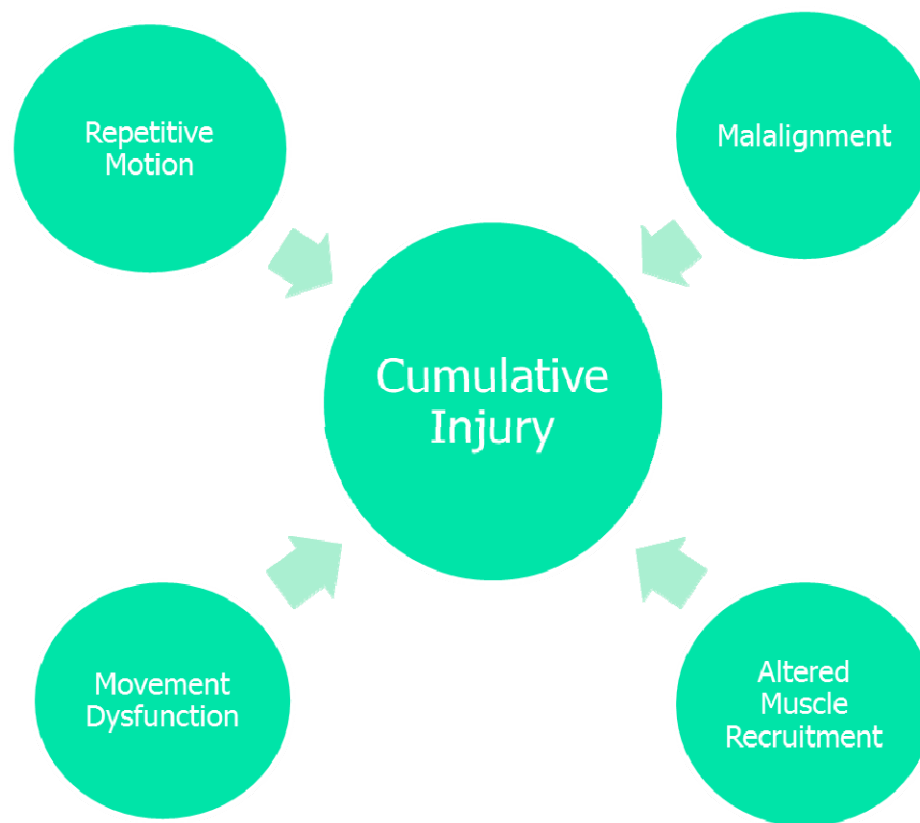 Repetitive
Motion
Malalignment
Cumulative
Injury
Movement
Dysfunction
Altered
Muscle
Recruitment